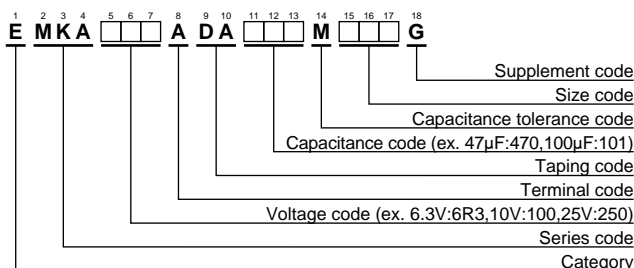 1 2 3 4 5 6 7 8 9 10 11 12 13 14 15 16 17 18
E MKA □□□ A DA □□□ M □□□ G
Supplement code
Size code
Capacitance tolerance code
Capacitance code (ex. 47µF:470,100µF:101)
Taping code
Terminal code
Voltage code (ex. 6.3V:6R3,10V:100,25V:250)
Series code
Category